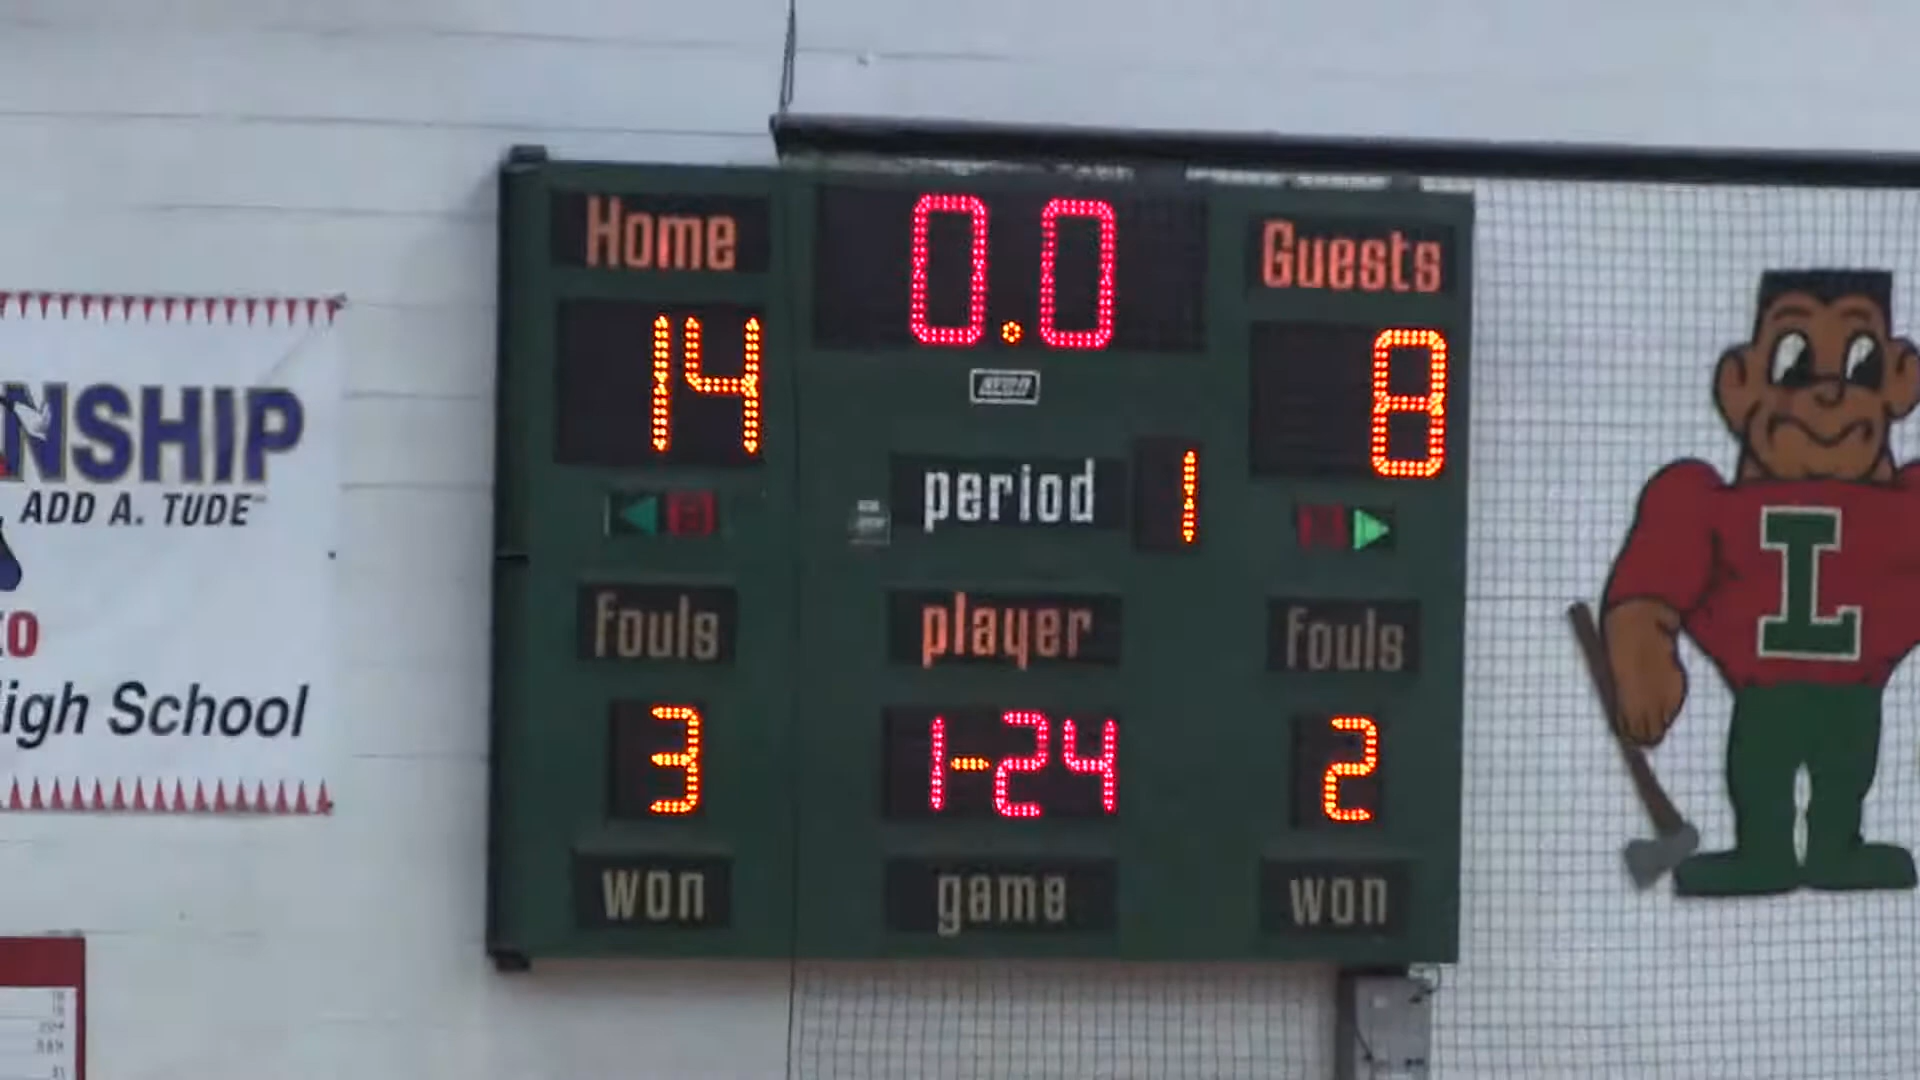 Home
0.0
Guests
14
8
NSHIP
period
1
ADD A. TUDE
fouls
player
fouls
L
igh School
3
1-24
2
won
game
won